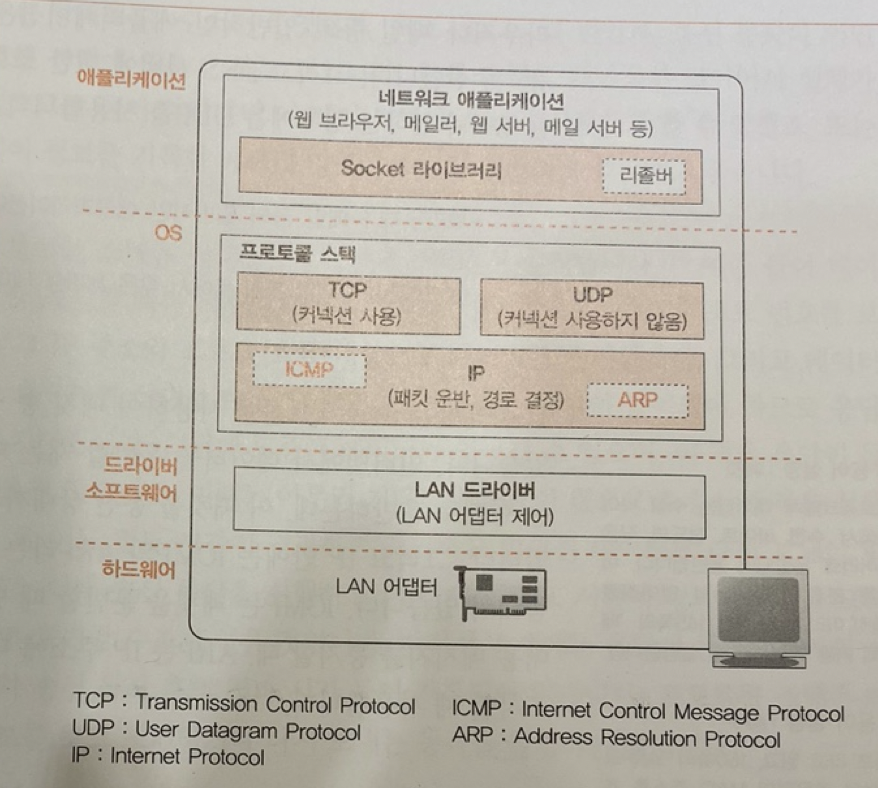 애플리케이션
네트워크 애플리케이션
(웹 브라우저, 메일러, 웹 서버, 메일 서버 등)
Socket 라이브러리
리졸버
OS
프로토콜 스택
TCP
(커넥션 사용)
UDP
(커넥션 사용하지 않음)
ICMP
IP
(패킷 운반, 경로 결정)
ARP
드라이버
소프트웨어
LAN 드라이버
(LAN 어댑터 제어)
하드웨어
LAN 어댑터
TCP : Transmission Control Protocol
UDP : User Datagram Protocol
IP : Internet Protocol
ICMP : Internet Control Message Protocol
ARP : Address Resolution Protocol